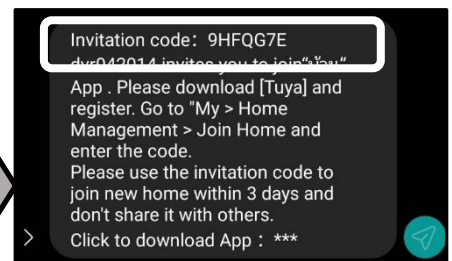 Invitation code： 9HFQG7E
dvr042014 invites you to join“บ้าน”
App . Please download [Tuya] and
register. Go to "My > Home
Management > Join Home and
enter the code.
Please use the invitation code to
join new home within 3 days and
don't share it with others.
Click to download App： ***